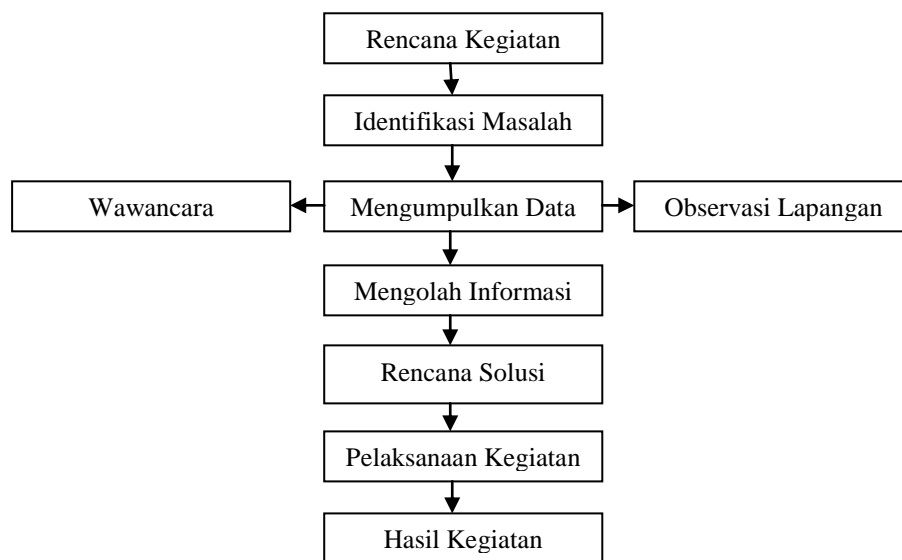 Rencana Kegiatan
Identifikasi Masalah
Wawancara
Mengumpulkan Data
Observasi Lapangan
Mengolah Informasi
Rencana Solusi
Pelaksanaan Kegiatan
Hasil Kegiatan